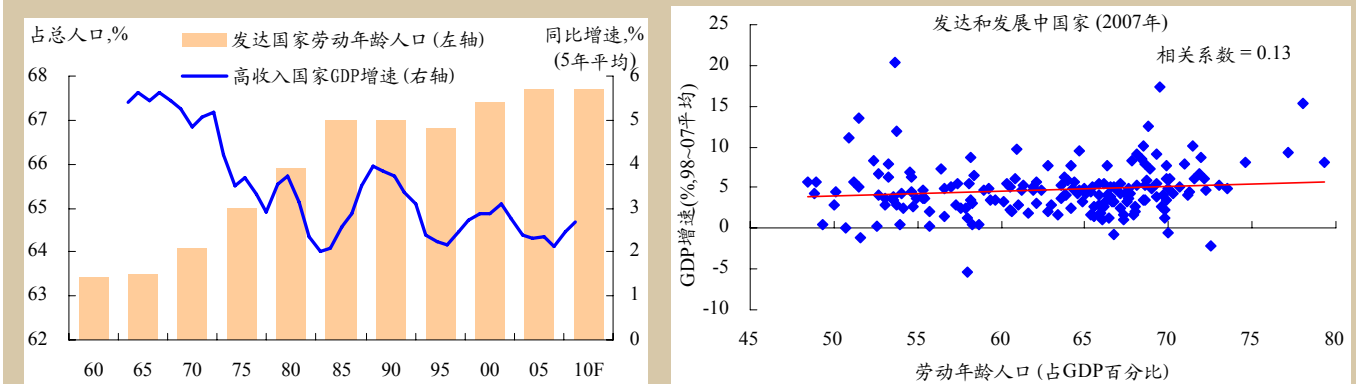 占总人口,%
发达国家劳动年龄人口 (左轴)
高收入国家GDP增速 (右轴)
同比增速,%
(5年平均)
68
67
66
65
64
63
62
6
5
4
3
2
1
0
60 65 70 75 80 85 90 95 00 05 10F
发达和发展中国家 (2007年)
相关系数 = 0.13
GDP增速(%,98~07平均)
25
20
15
10
5
0
-5
-10
45 50 55 60 65 70 75 80
劳动年龄人口 (占GDP百分比)